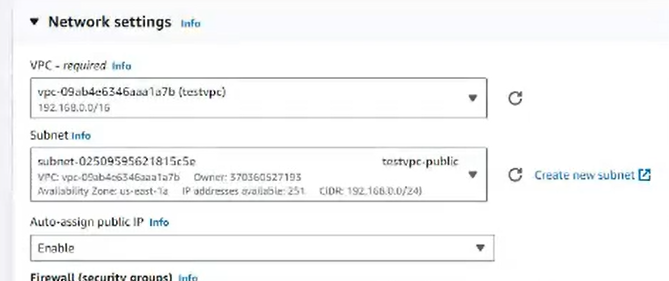 Network settings Info
VPC - required Info
vpc-09ab4e6346aaa1a7b (testvpc)
192.168.0.0/16
Subnet Info
subnet-02509595621815c5e testvpc-public
VPC: vpc-09ab4e6346aaa1a7b Owner: 370360527193
Availability Zone: us-east-1a IP addresses available: 251 CIDR: 192.168.0.0/24)
Create new subnet
Auto-assign public IP Info
Enable
Firewall (security groups) Info